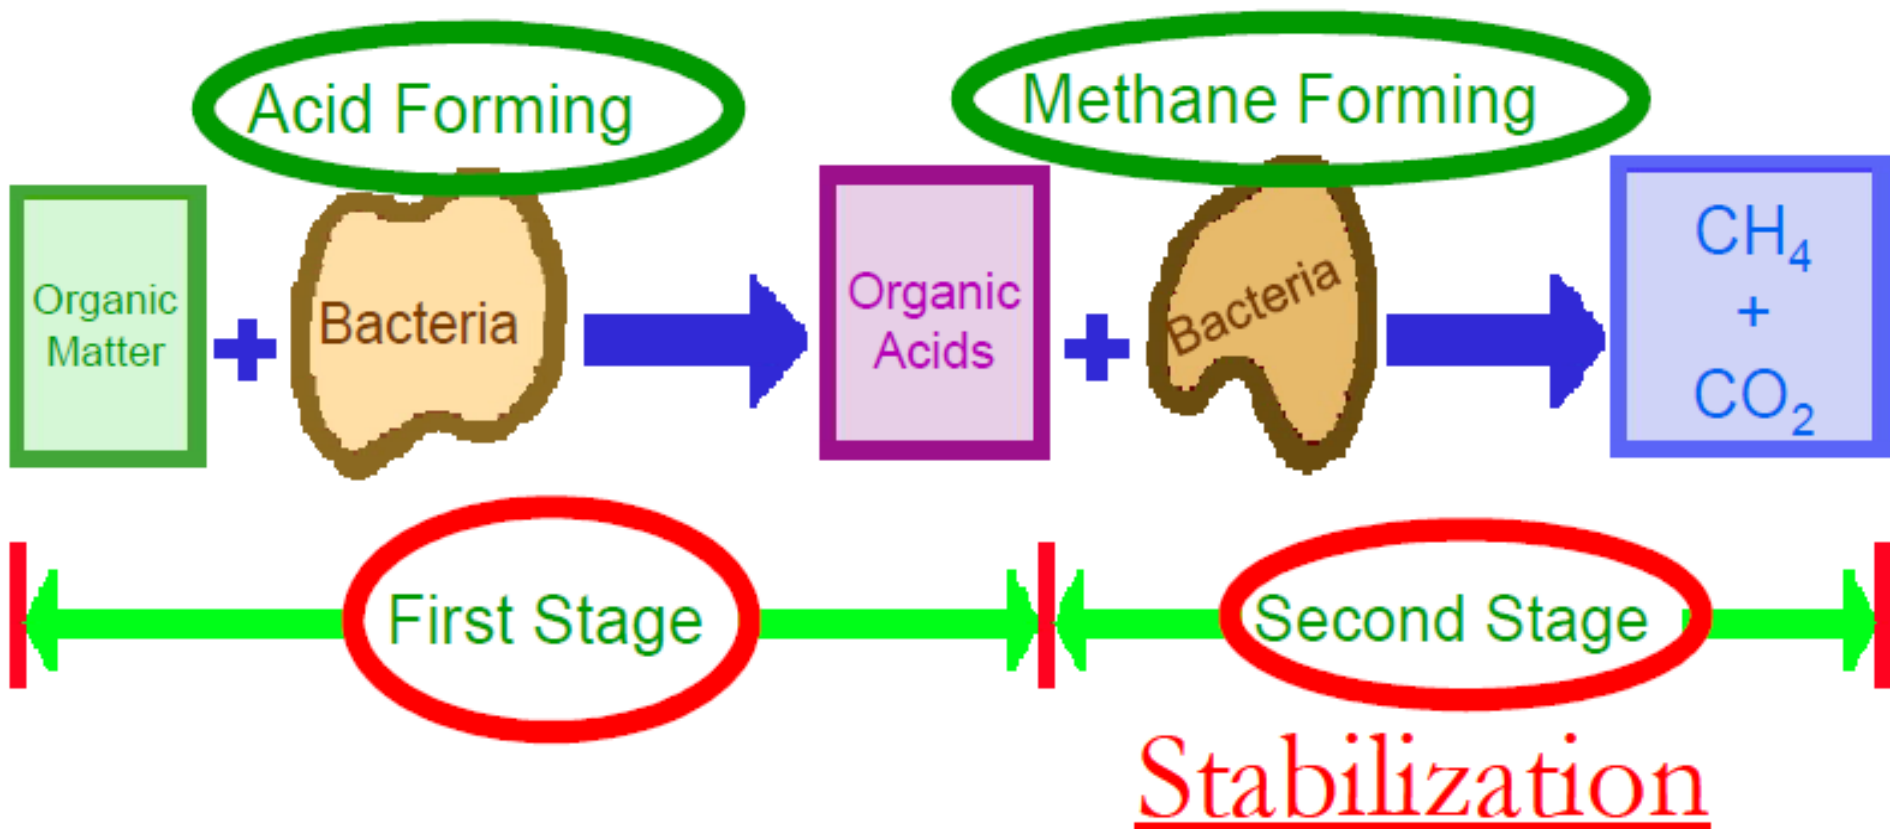 Acid Forming
Methane Forming
Organic
Matter
+
Bacteria
Organic
Acids
+
Bacteria
CH₄
+
CO₂
First Stage
Second Stage
Stabilization